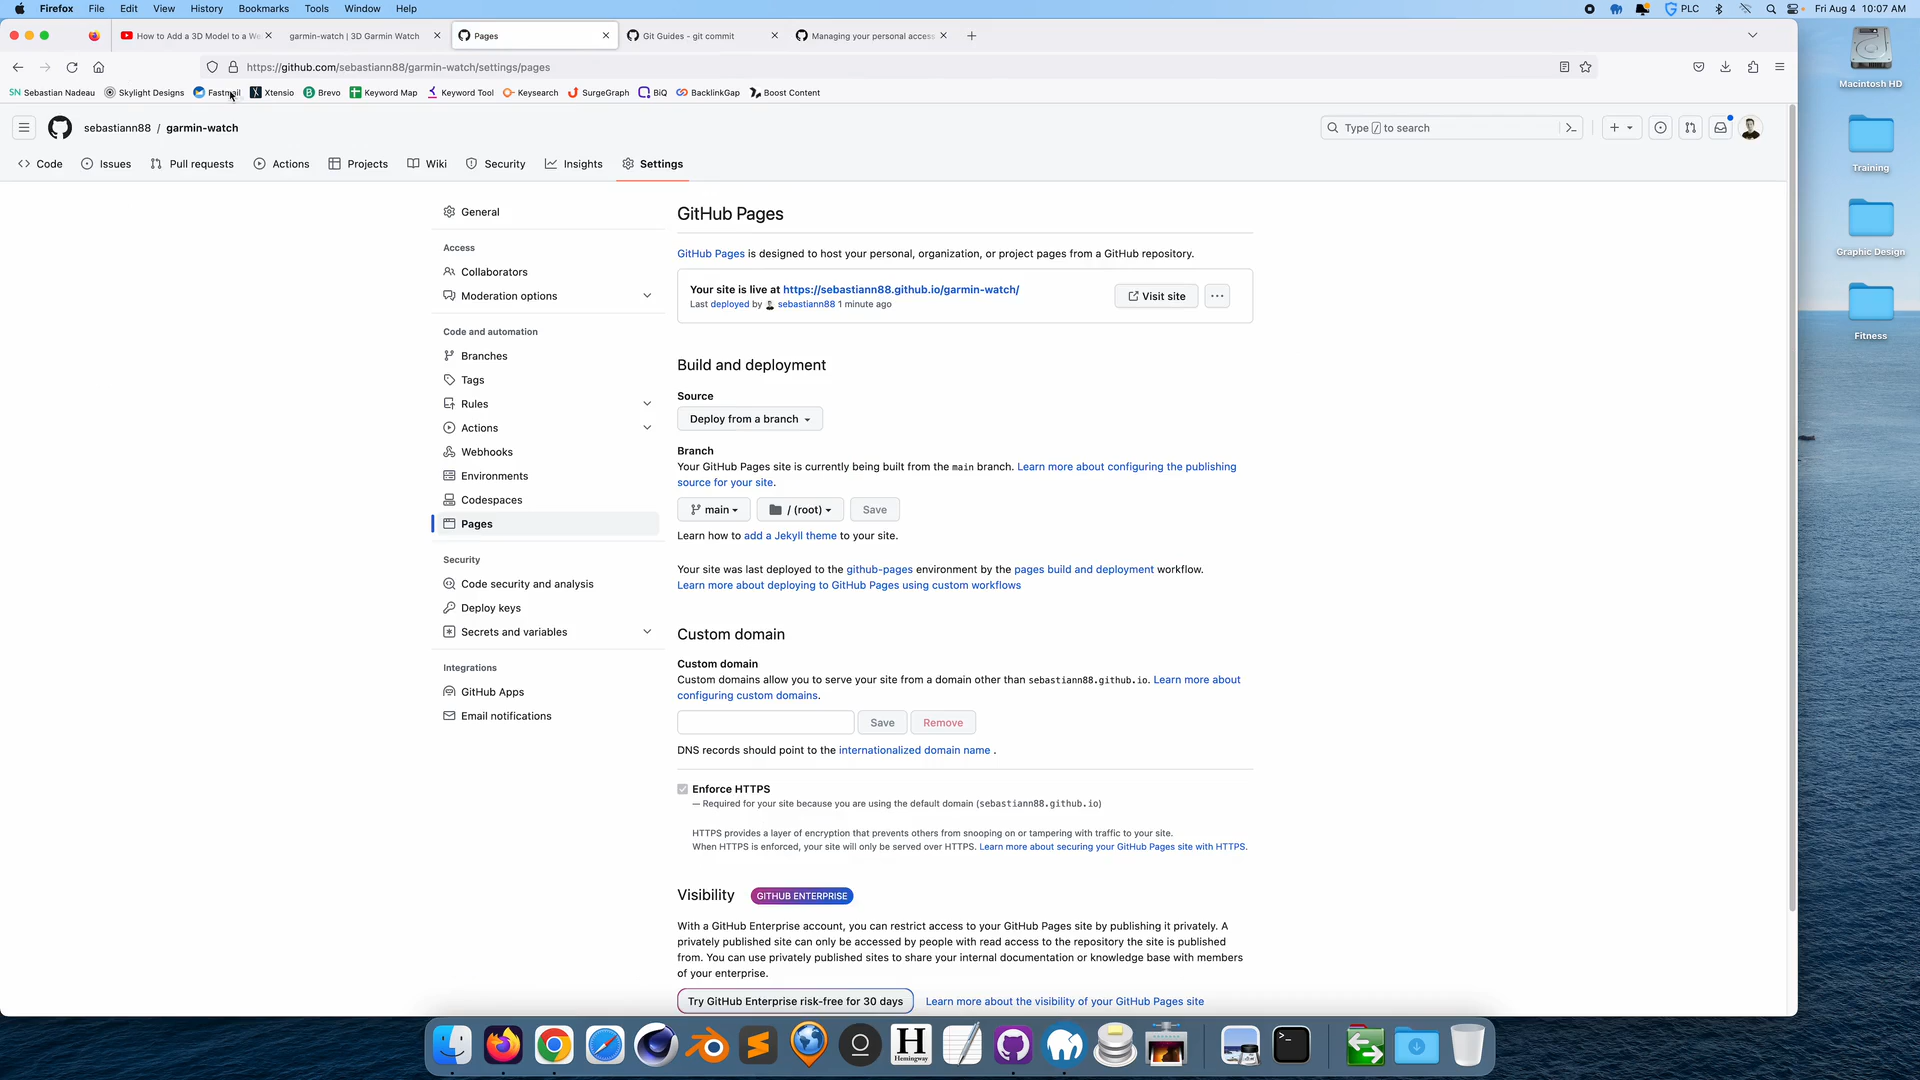 Firefox File Edit View History Bookmarks Tools Window Help PLC Fri Aug 4 10:07 AM
How to Add a 3D Model to a We garmin-watch | 3D Garmin Watch Pages Git Guides - git commit Managing your personal access
https://github.com/sebastiann88/garmin-watch/settings/pages
SN Sebastian Nadeau Skylight Designs Fastmail Xtensio Brevo Keyword Map Keyword Tool Keysearch SurgeGraph BiQ BacklinkGap Boost Content
sebastiann88 / garmin-watch
Type / to search
Code Issues Pull requests Actions Projects Wiki Security Insights Settings
General
Access
Collaborators
Moderation options
Code and automation
Branches
Tags
Rules
Actions
Webhooks
Environments
Codespaces
Pages
Security
Code security and analysis
Deploy keys
Secrets and variables
Integrations
GitHub Apps
Email notifications
GitHub Pages
GitHub Pages is designed to host your personal, organization, or project pages from a GitHub repository.
Your site is live at https://sebastiann88.github.io/garmin-watch/
Last deployed by sebastiann88 1 minute ago
Visit site
Build and deployment
Source
Deploy from a branch
Branch
Your GitHub Pages site is currently being built from the main branch. Learn more about configuring the publishing
source for your site.
main / (root) Save
Learn how to add a Jekyll theme to your site.
Your site was last deployed to the github-pages environment by the pages build and deployment workflow.
Learn more about deploying to GitHub Pages using custom workflows
Custom domain
Custom domain
Custom domains allow you to serve your site from a domain other than sebastiann88.github.io. Learn more about
configuring custom domains.
Save Remove
DNS records should point to the internationalized domain name .
Enforce HTTPS
— Required for your site because you are using the default domain (sebastiann88.github.io)
HTTPS provides a layer of encryption that prevents others from snooping on or tampering with traffic to your site.
When HTTPS is enforced, your site will only be served over HTTPS. Learn more about securing your GitHub Pages site with HTTPS.
Visibility GITHUB ENTERPRISE
With a GitHub Enterprise account, you can restrict access to your GitHub Pages site by publishing it privately. A
privately published site can only be accessed by people with read access to the repository the site is published
from. You can use privately published sites to share your internal documentation or knowledge base with members
of your enterprise.
Try GitHub Enterprise risk-free for 30 days Learn more about the visibility of your GitHub Pages site
Macintosh HD
Training
Graphic Design
Fitness
H
Hemingway